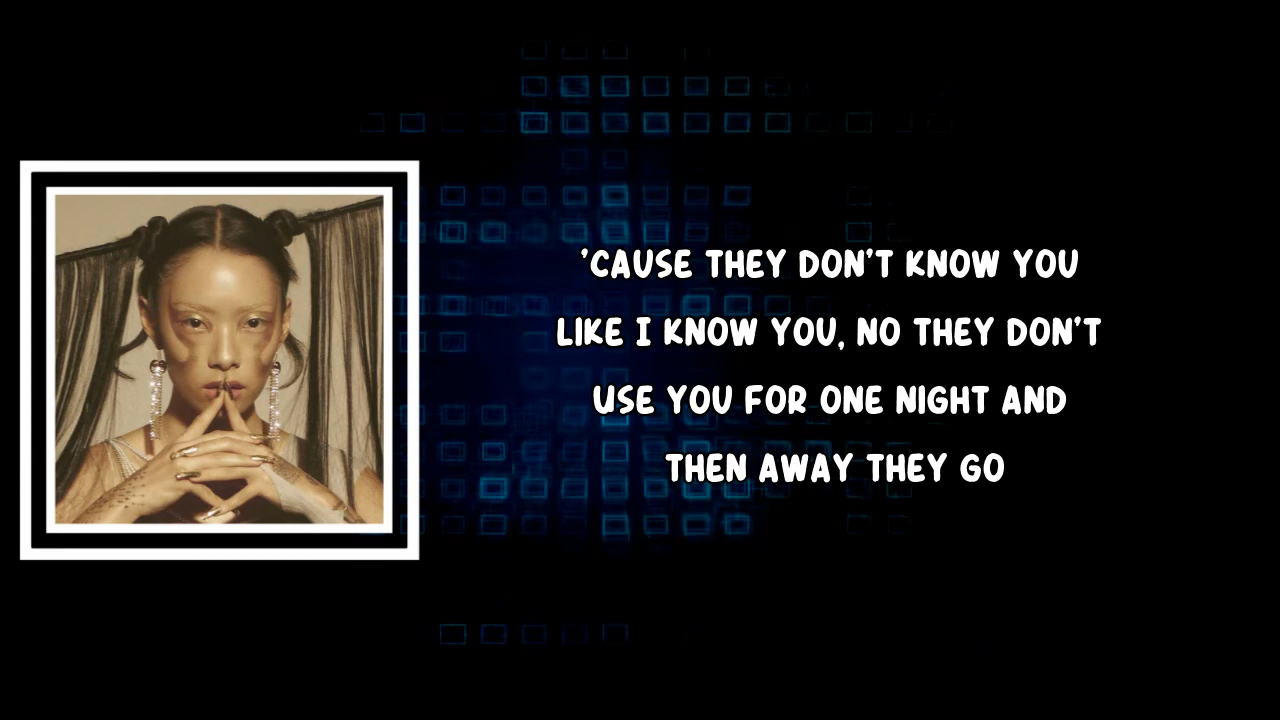 'CAUSE THEY DON'T KNOW YOU
LIKE I KNOW YOU, NO THEY DON'T
USE YOU FOR ONE NIGHT AND
THEN AWAY THEY GO